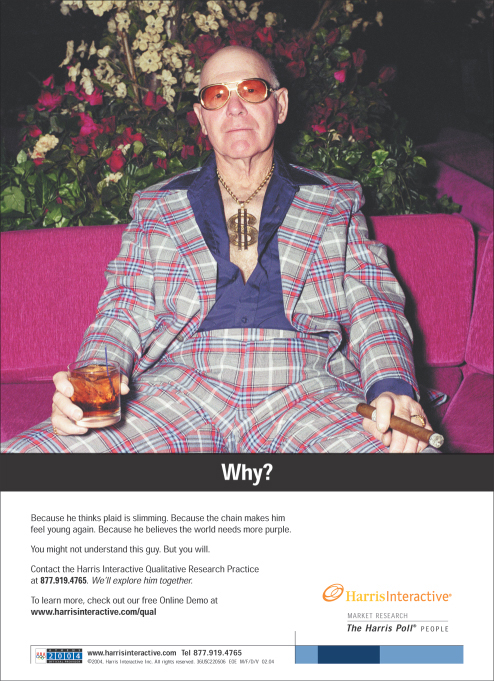 Why?
Because he thinks plaid is slimming. Because the chain makes him
feel young again. Because he believes the world needs more purple.
You might not understand this guy. But you will.
Contact the Harris Interactive Qualitative Research Practice
at 877.919.4765. We'll explore him together.
To learn more, check out our free Online Demo at
www.harrisinteractive.com/qual
HarrisInteractive®
MARKET RESEARCH
The Harris Poll® PEOPLE
2004
www.harrisinteractive.com Tel 877.919.4765
©2004, Harris Interactive Inc. All rights reserved. 36USC220506 EOE M/F/D/V 02.04